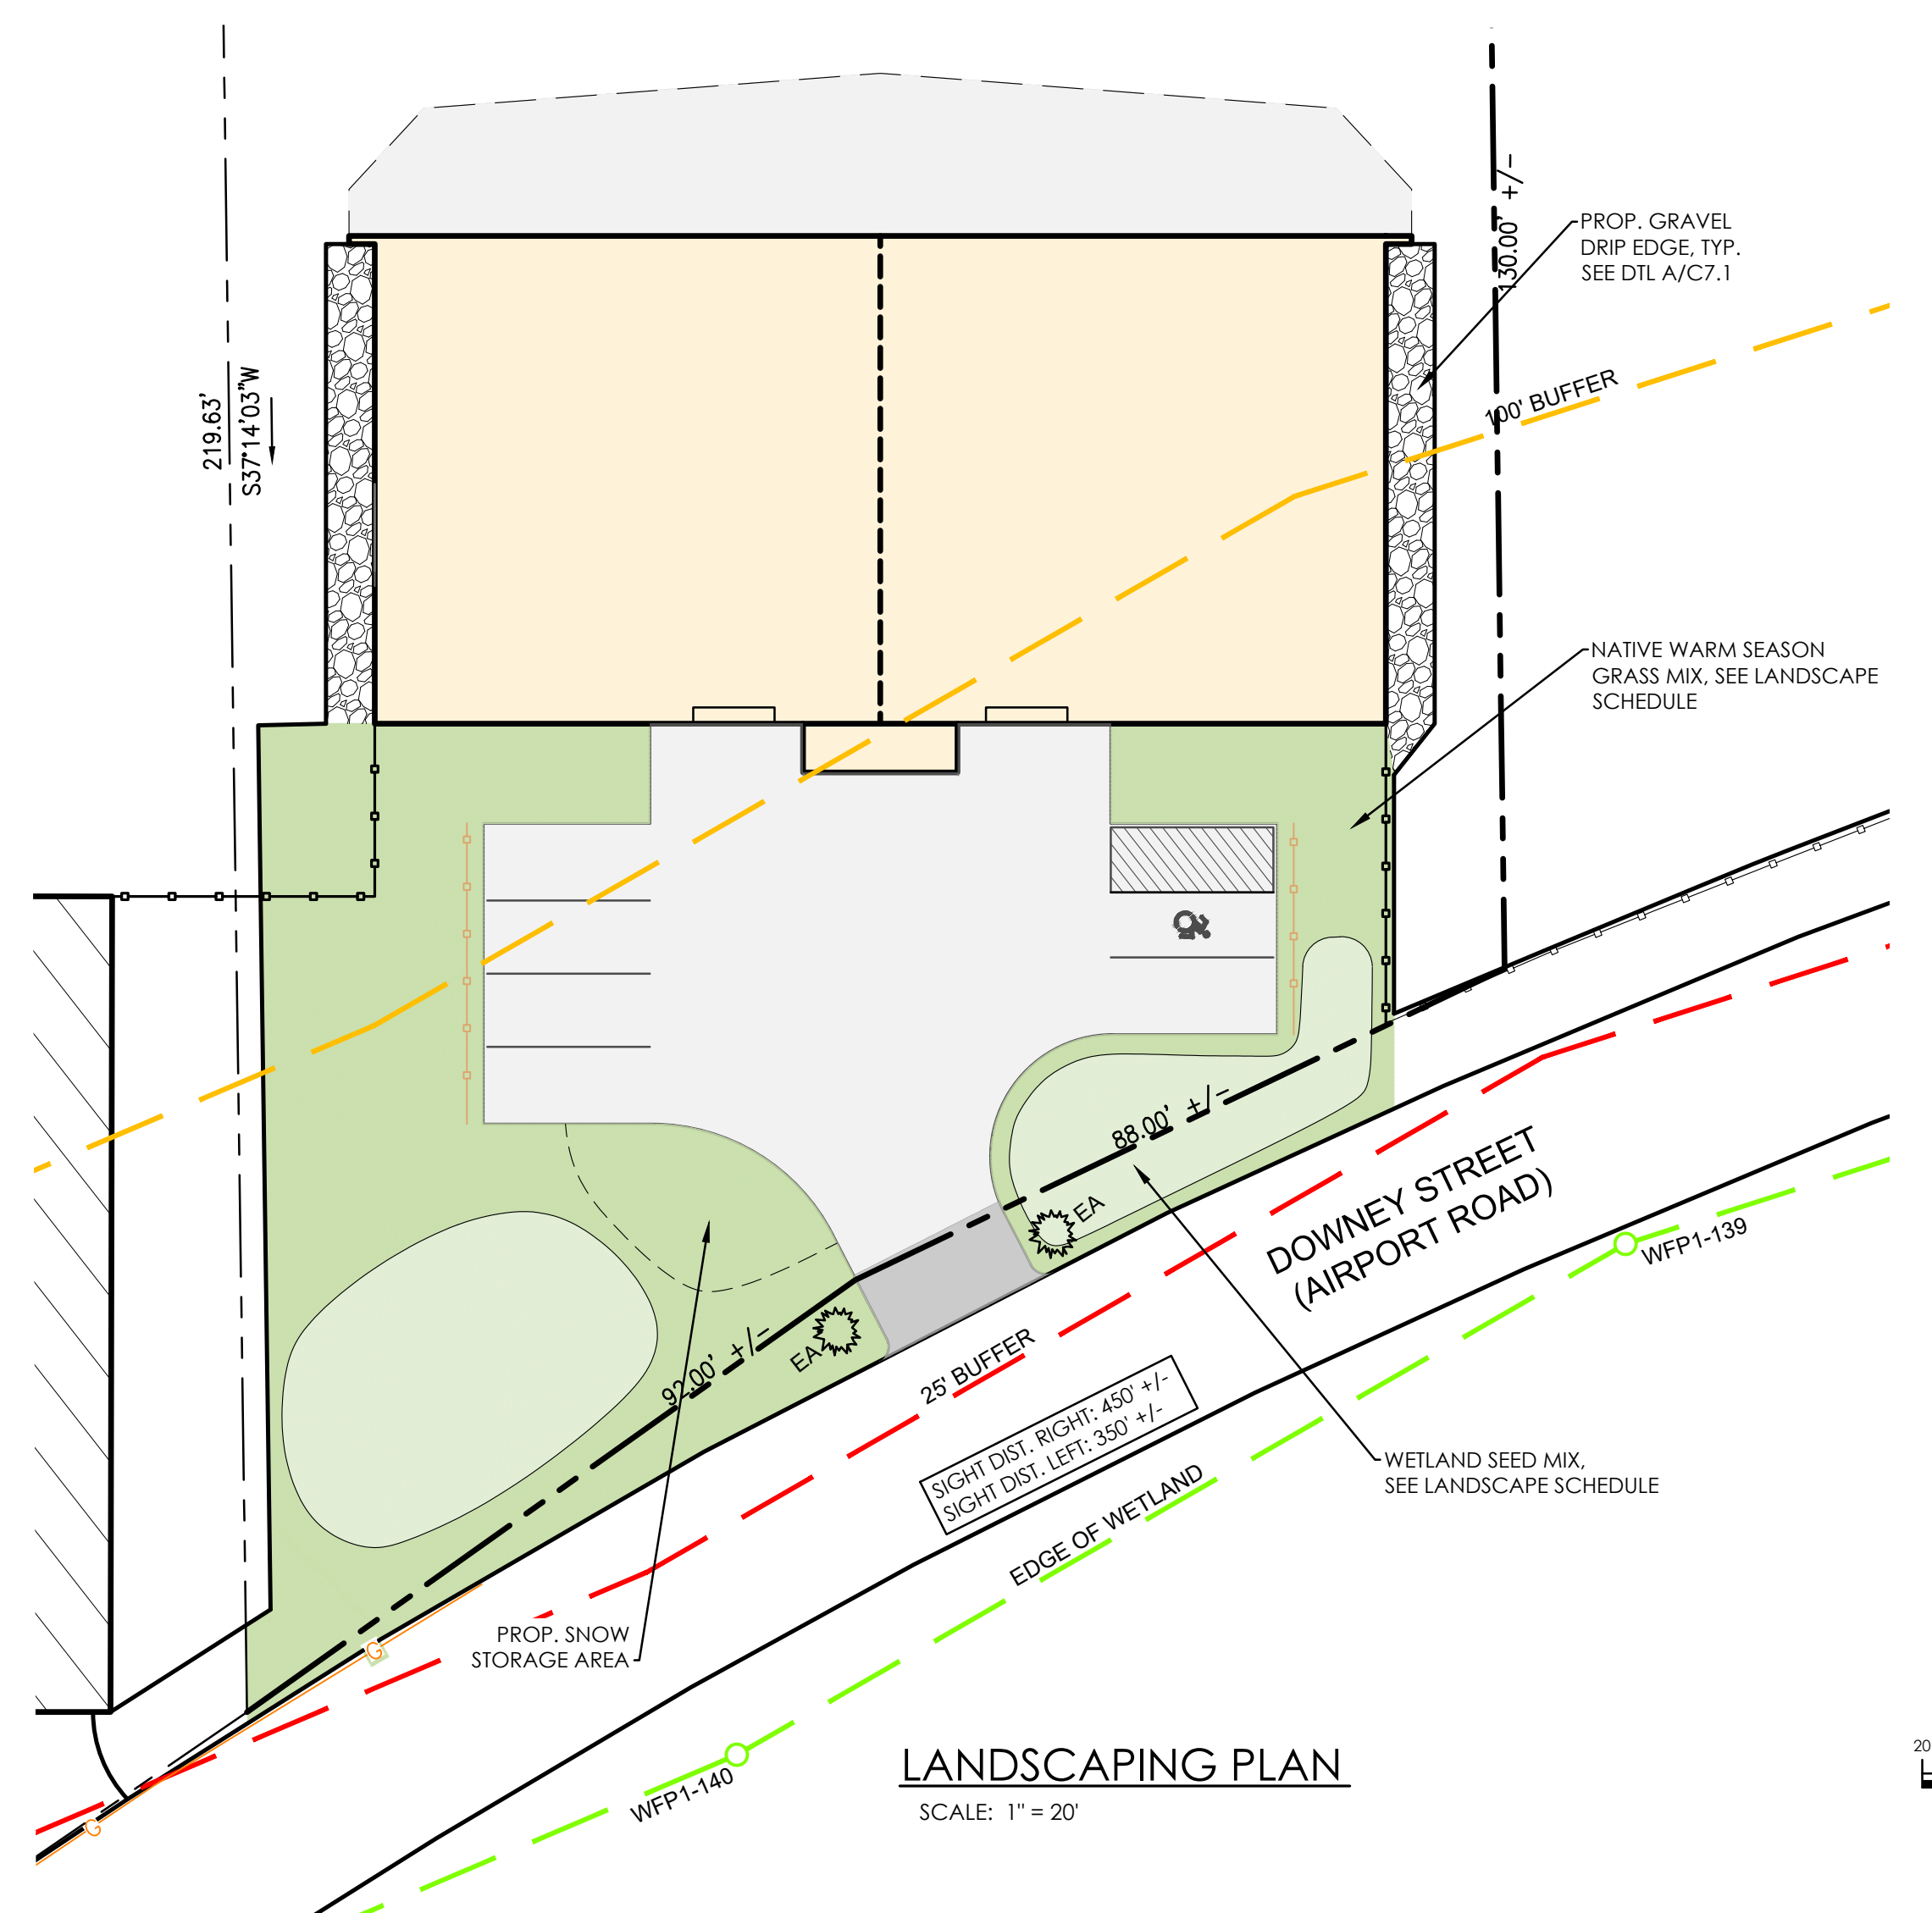 130.00' +/-
PROP. GRAVEL
DRIP EDGE, TYP.
SEE DTL A/C7.1
219.63'
S37°14'03"W
100' BUFFER
NATIVE WARM SEASON
GRASS MIX, SEE LANDSCAPE
SCHEDULE
88.00' +/-
EA
DOWNEY STREET
(AIRPORT ROAD)
WFP1-139
92.00' +/-
EA
25' BUFFER
SIGHT DIST. RIGHT: 450' +/-
SIGHT DIST. LEFT: 350' +/-
WETLAND SEED MIX,
SEE LANDSCAPE SCHEDULE
EDGE OF WETLAND
PROP. SNOW
STORAGE AREA
G
G
WFP1-140
LANDSCAPING PLAN
SCALE: 1" = 20'
20